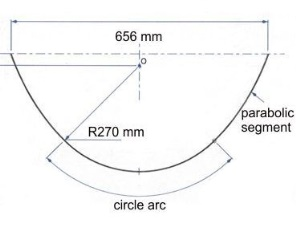 656 mm
o
R270 mm
parabolic
segment
circle arc